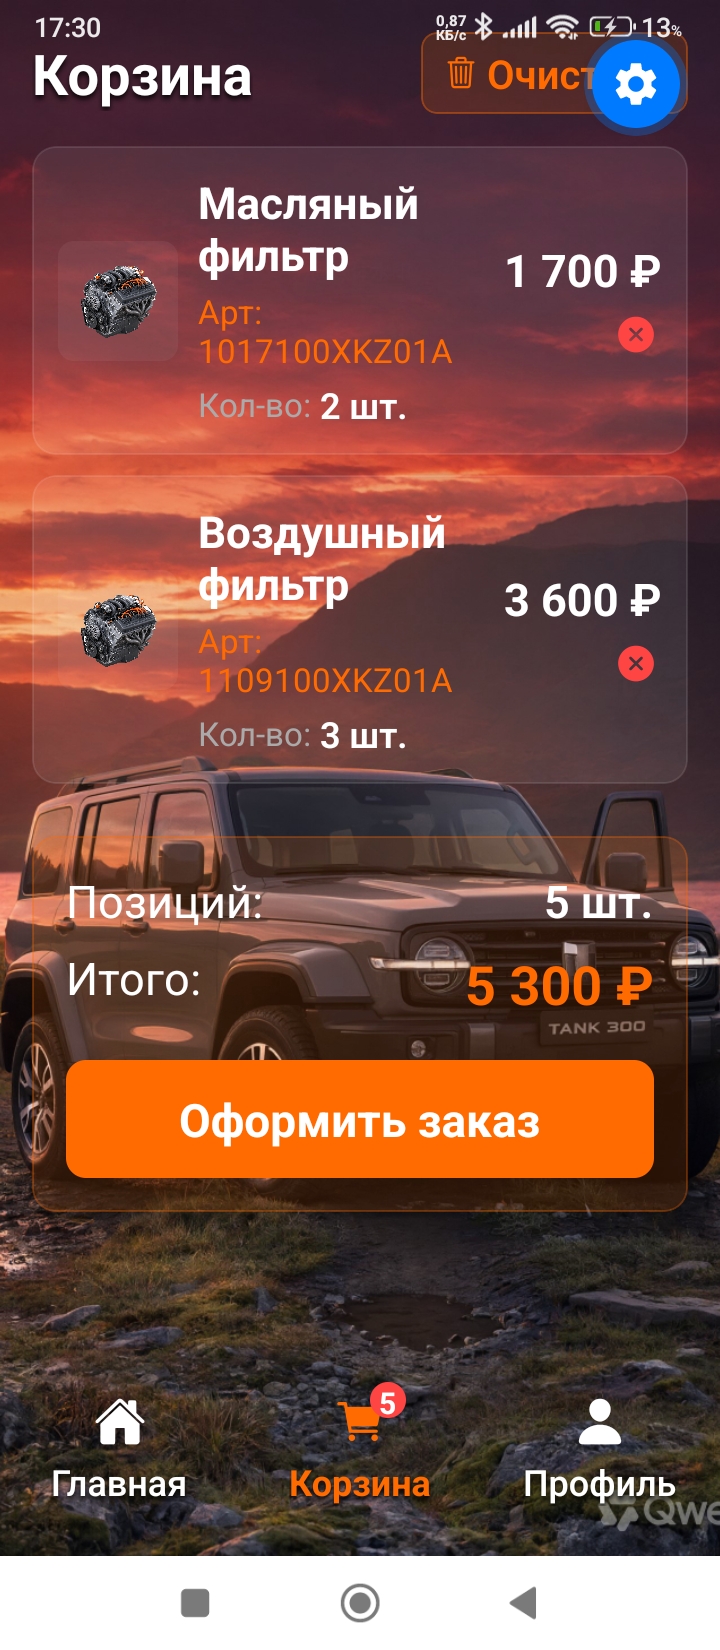 17:30
0,87
КБ/с
13%
Корзина
Очист
Масляный
фильтр
1 700 ₽
Арт:
1017100XKZ01A
Кол-во: 2 шт.
Воздушный
фильтр
3 600 ₽
Арт:
1109100XKZ01A
Кол-во: 3 шт.
Позиций:
5 шт.
Итого:
5 300 ₽
TANK 300
Оформить заказ
5
Главная
Корзина
Профиль
Qwe